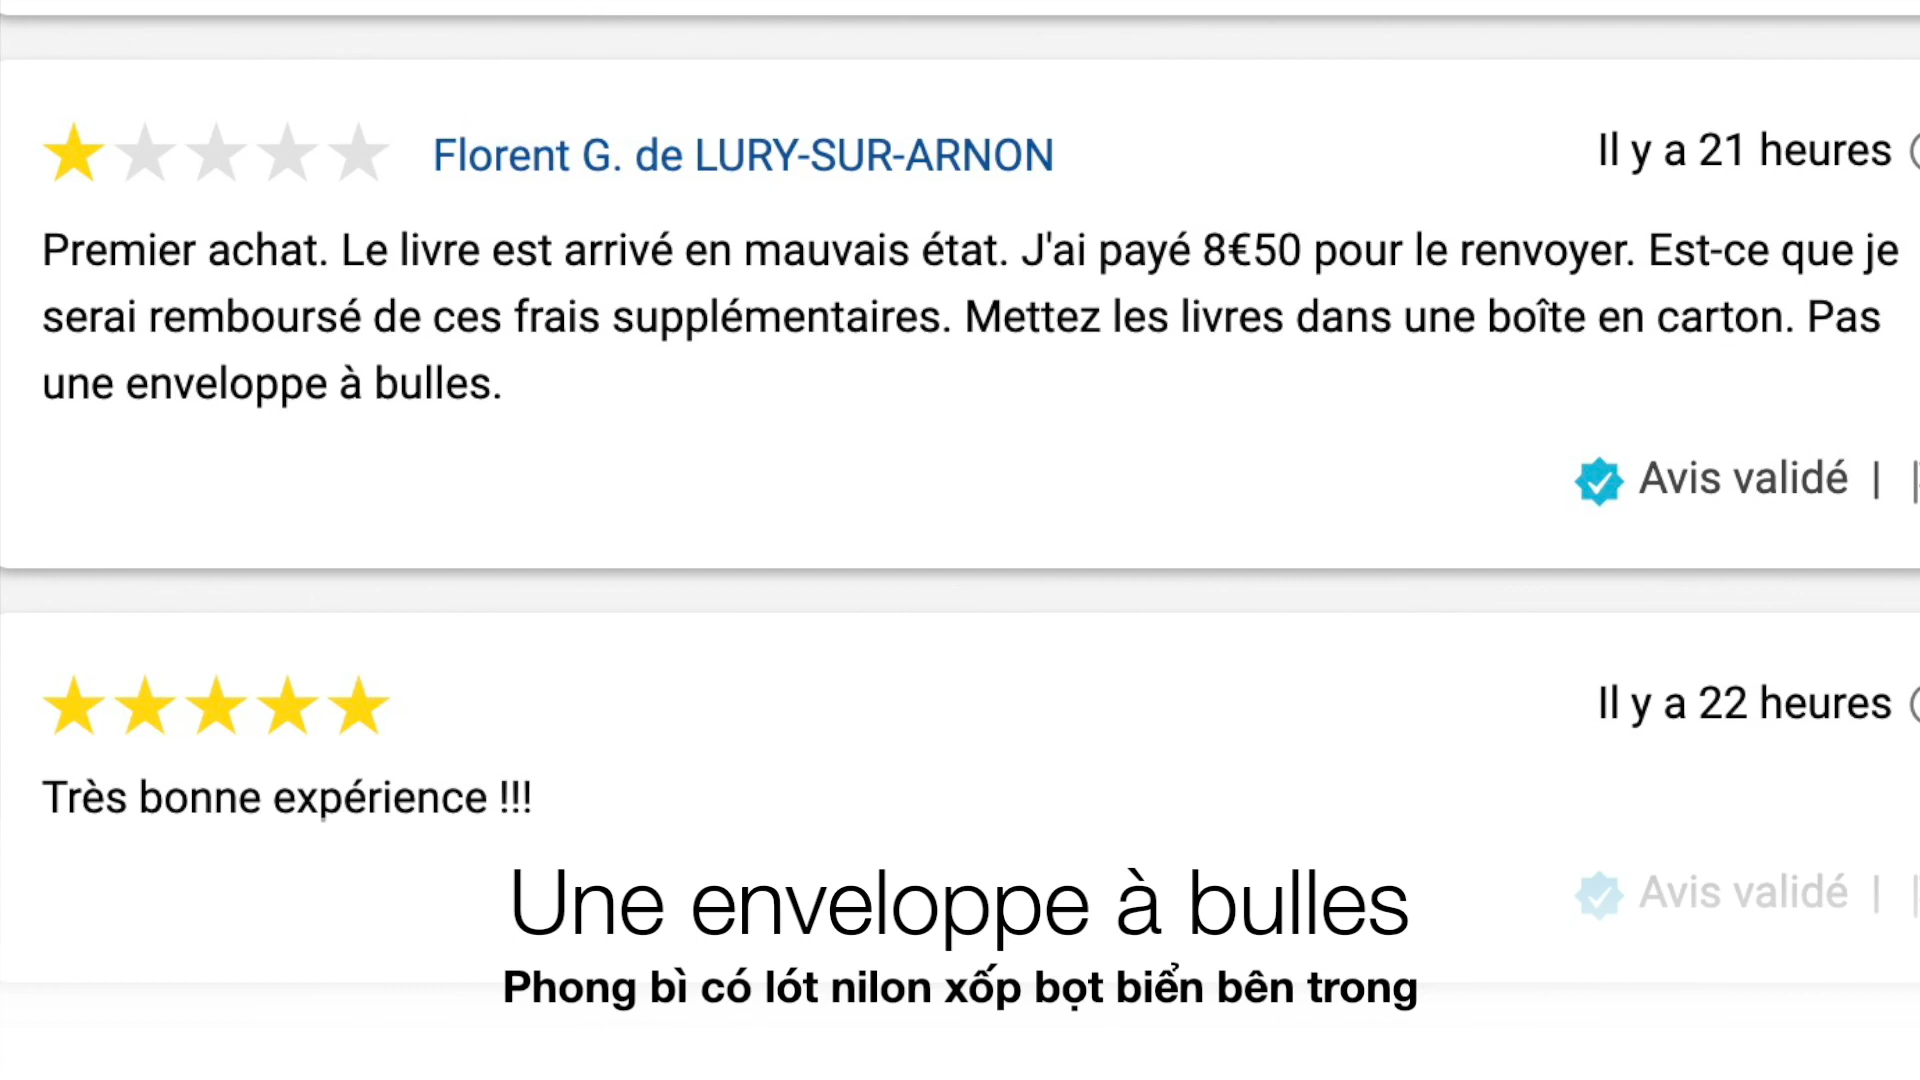 Florent G. de LURY-SUR-ARNON
Il y a 21 heures
Premier achat. Le livre est arrivé en mauvais état. J'ai payé 8€50 pour le renvoyer. Est-ce que je
serai remboursé de ces frais supplémentaires. Mettez les livres dans une boîte en carton. Pas
une enveloppe à bulles.
Avis validé |
Il y a 22 heures
Très bonne expérience !!!
Avis validé |
Une enveloppe à bulles
Phong bì có lót nilon xốp bọt biển bên trong